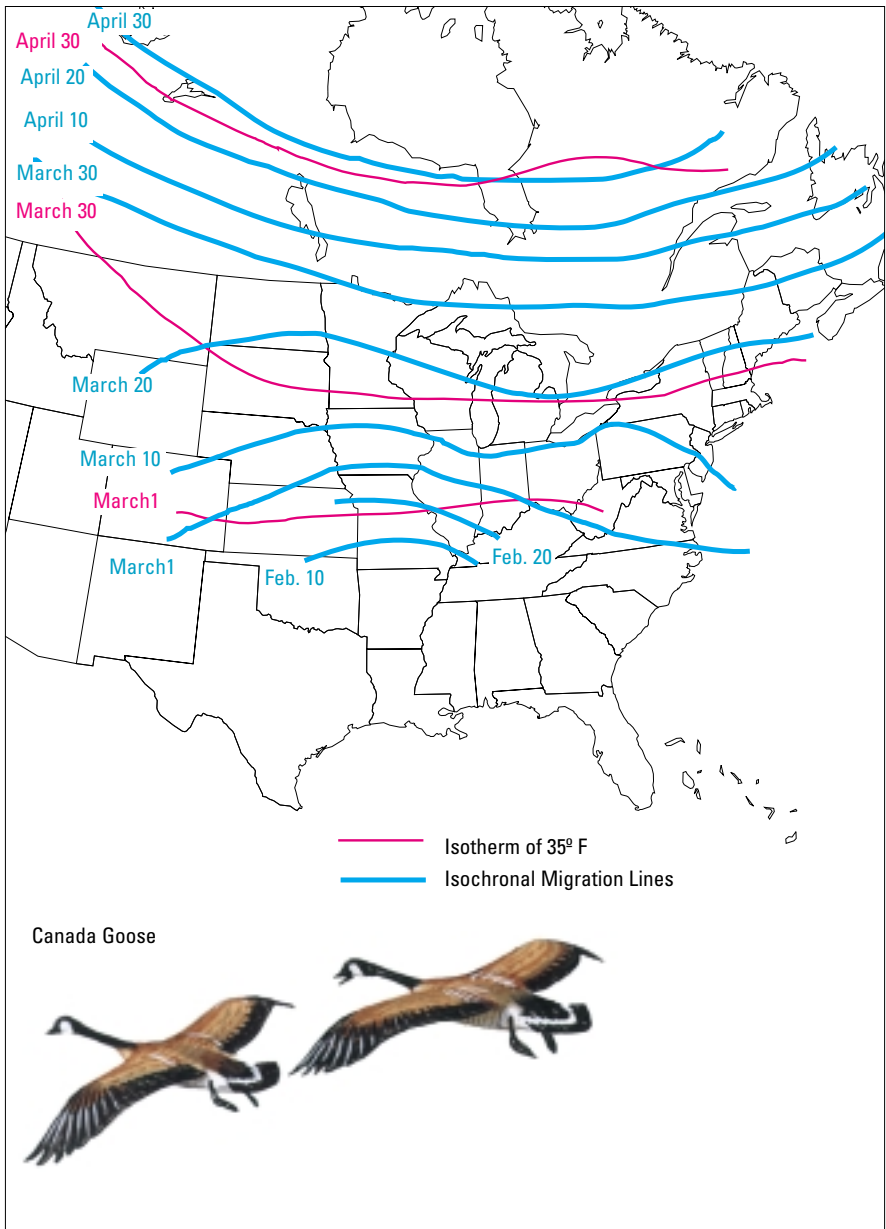 April 30
April 30
April 20
April 10
March 30
March 30
March 20
March 10
March1
March1
Feb. 20
Feb. 10
Isotherm of 35º F
Isochronal Migration Lines
Canada Goose